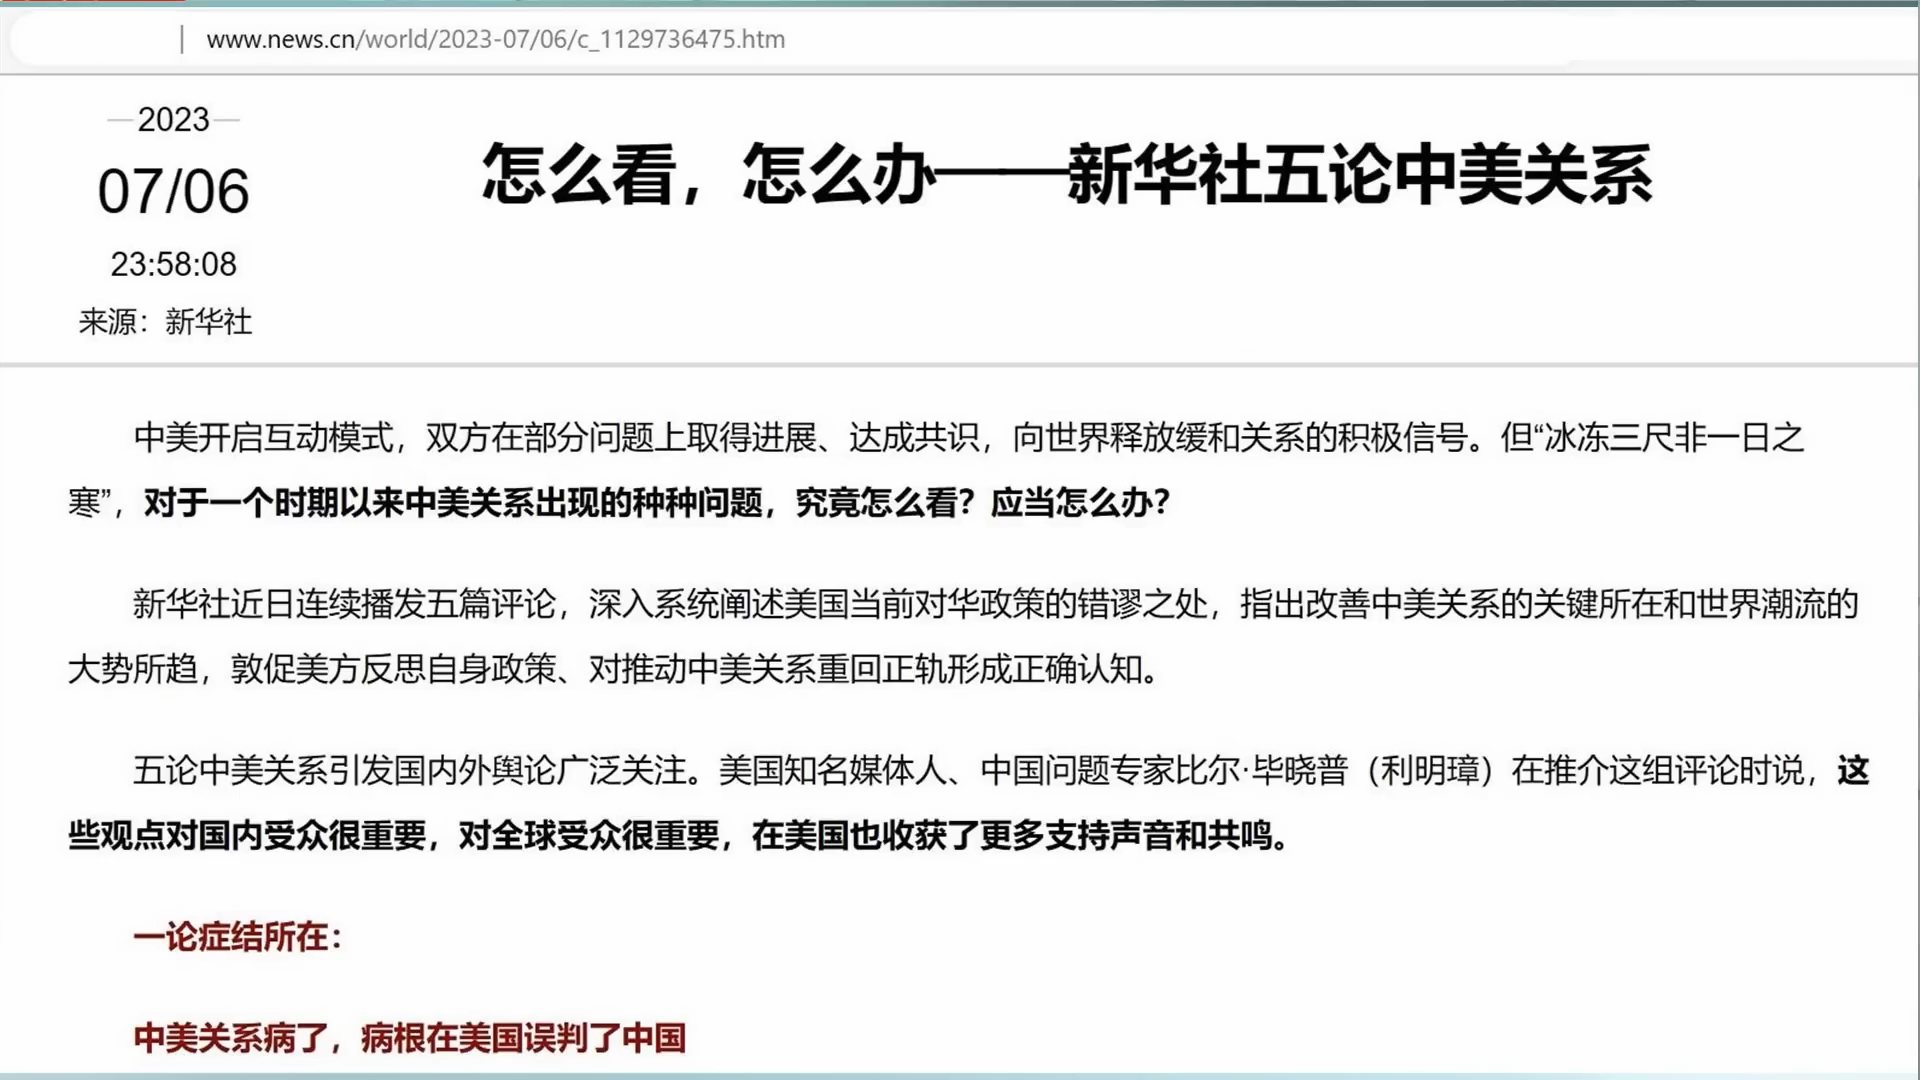 www.news.cn/world/2023-07/06/c_1129736475.htm
2023
07/06
23:58:08
来源：新华社
怎么看，怎么办——新华社五论中美关系
中美开启互动模式，双方在部分问题上取得进展、达成共识，向世界释放缓和关系的积极信号。但“冰冻三尺非一日之
寒”，对于一个时期以来中美关系出现的种种问题，究竟怎么看？应当怎么办？
新华社近日连续播发五篇评论，深入系统阐述美国当前对华政策的错谬之处，指出改善中美关系的关键所在和世界潮流的
大势所趋，敦促美方反思自身政策、对推动中美关系重回正轨形成正确认知。
五论中美关系引发国内外舆论广泛关注。美国知名媒体人、中国问题专家比尔·毕晓普（利明璋）在推介这组评论时说，这
些观点对国内受众很重要，对全球受众很重要，在美国也收获了更多支持声音和共鸣。
一论症结所在：
中美关系病了，病根在美国误判了中国